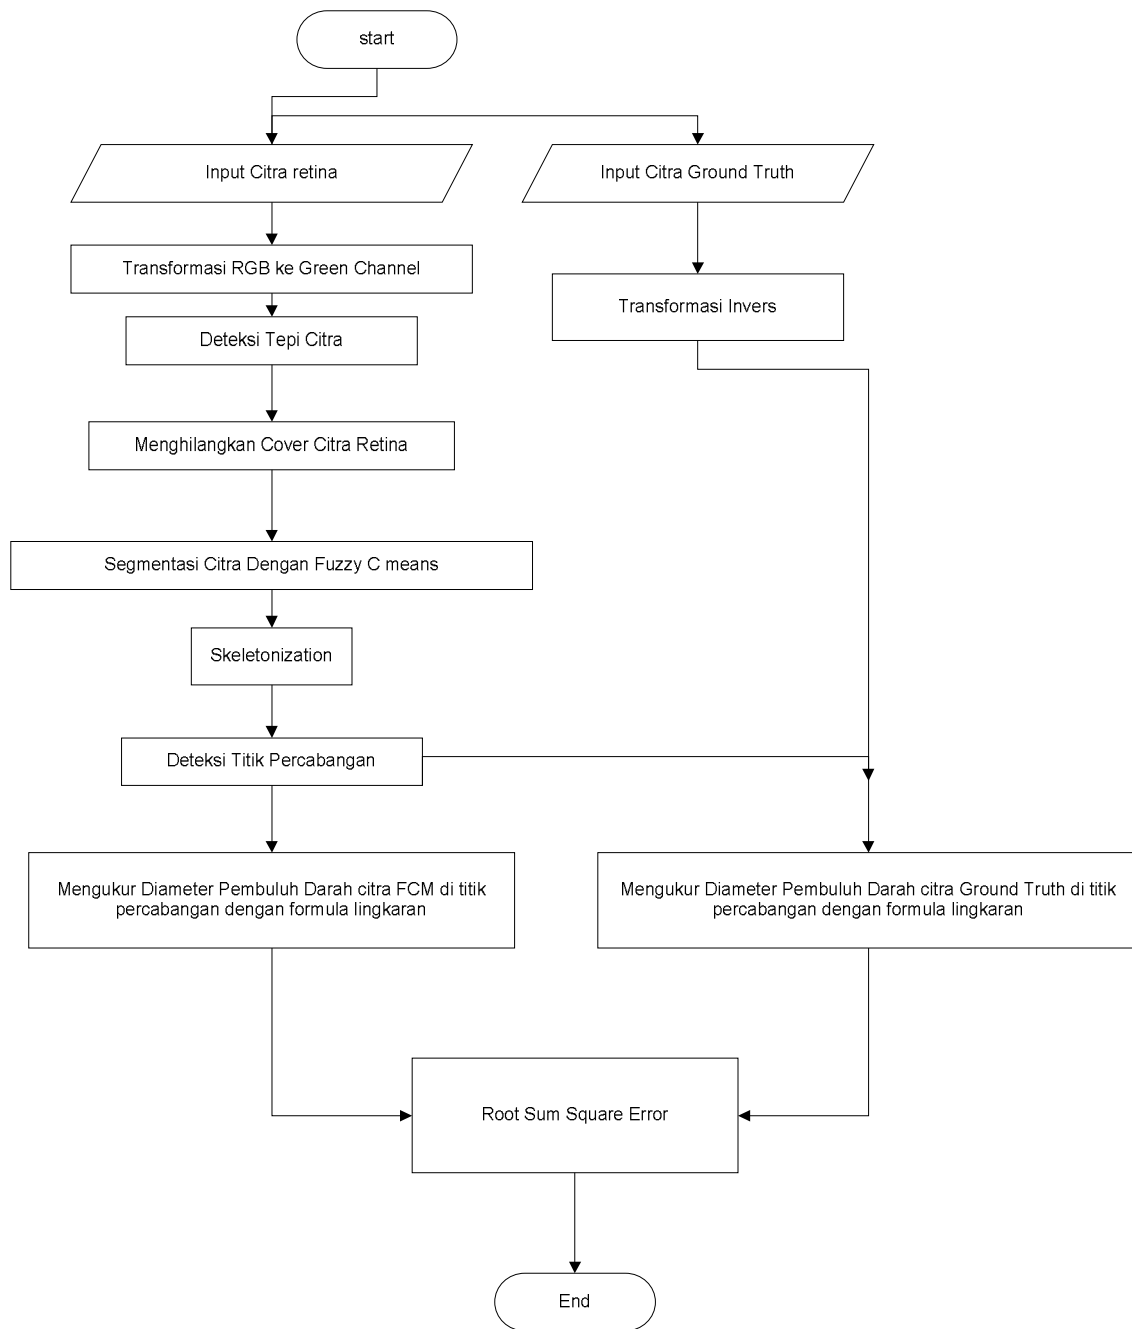 start
Input Citra retina
Input Citra Ground Truth
Transformasi RGB ke Green Channel
Transformasi Invers
Deteksi Tepi Citra
Menghilangkan Cover Citra Retina
Segmentasi Citra Dengan Fuzzy C means
Skeletonization
Deteksi Titik Percabangan
Mengukur Diameter Pembuluh Darah citra FCM di titik
percabangan dengan formula lingkaran
Mengukur Diameter Pembuluh Darah citra Ground Truth di titik
percabangan dengan formula lingkaran
Root Sum Square Error
End